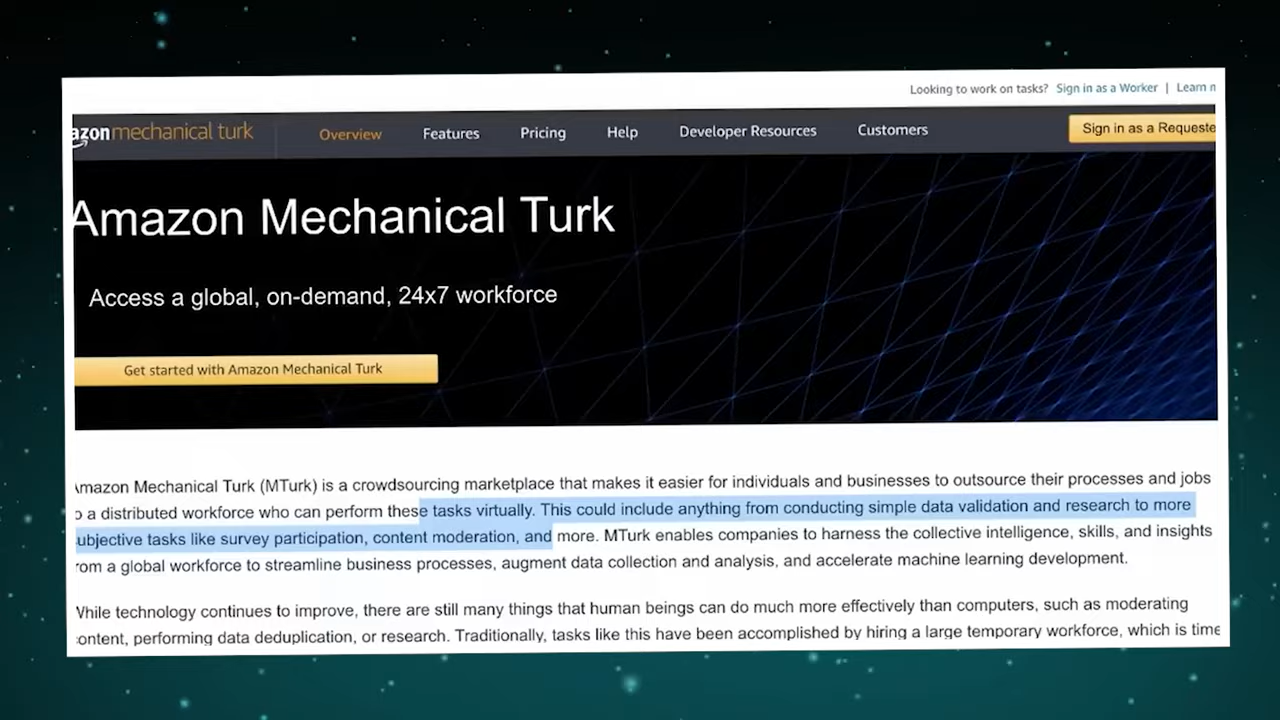 Looking to work on tasks? Sign in as a Worker | Learn
azon mechanical turk Overview Features Pricing Help Developer Resources Customers Sign in as a Requeste
Amazon Mechanical Turk
Access a global, on-demand, 24x7 workforce
Get started with Amazon Mechanical Turk
Amazon Mechanical Turk (MTurk) is a crowdsourcing marketplace that makes it easier for individuals and businesses to outsource their processes and jobs
o a distributed workforce who can perform these tasks virtually. This could include anything from conducting simple data validation and research to more
ubjective tasks like survey participation, content moderation, and more. MTurk enables companies to harness the collective intelligence, skills, and insights
rom a global workforce to streamline business processes, augment data collection and analysis, and accelerate machine learning development.
While technology continues to improve, there are still many things that human beings can do much more effectively than computers, such as moderating
ontent, performing data deduplication, or research. Traditionally, tasks like this have been accomplished by hiring a large temporary workforce, which is time